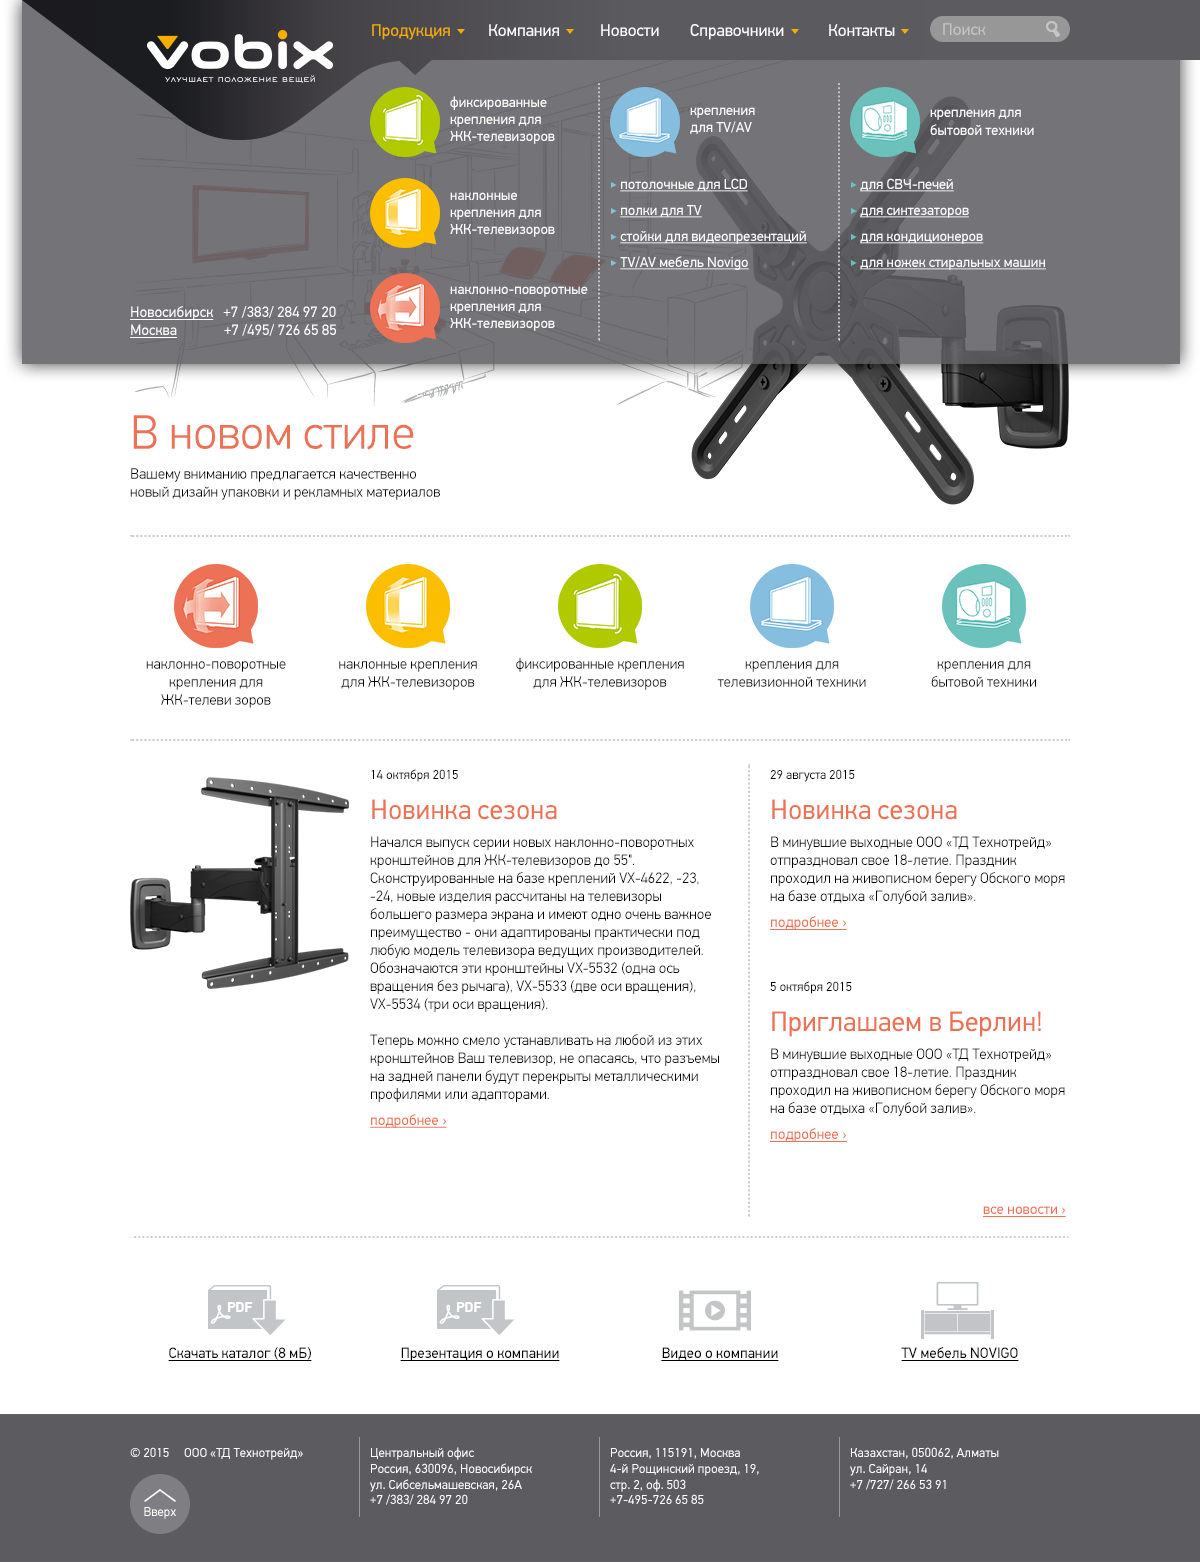 vobix
УЛУЧШАЕТ ПОЛОЖЕНИЕ ВЕЩЕЙ
Продукция
Компания
Новости
Справочники
Контакты
Поиск
фиксированные
крепления для
ЖК-телевизоров
наклонные
крепления для
ЖК-телевизоров
наклонно-поворотные
крепления для
ЖК-телевизоров
крепления
для TV/AV
потолочные для LCD
полки для TV
стойки для видеопрезентаций
TV/AV мебель Novigo
крепления для
бытовой техники
для СВЧ-печей
для синтезаторов
для кондиционеров
для ножек стиральных машин
Новосибирск +7 /383/ 284 97 20
Москва +7 /495/ 726 65 85
В новом стиле
Вашему вниманию предлагается качественно
новый дизайн упаковки и рекламных материалов
наклонно-поворотные
крепления для
ЖК-телеви зоров
наклонные крепления
для ЖК-телевизоров
фиксированные крепления
для ЖК-телевизоров
крепления для
телевизионной техники
крепления для
бытовой техники
14 октября 2015
Новинка сезона
Начался выпуск серии новых наклонно-поворотных
кронштейнов для ЖК-телевизоров до 55".
Сконструированные на базе креплений VX-4622, -23,
-24, новые изделия рассчитаны на телевизоры
большего размера экрана и имеют одно очень важное
преимущество - они адаптированы практически под
любую модель телевизора ведущих производителей.
Обозначаются эти кронштейны VX-5532 (одна ось
вращения без рычага), VX-5533 (две оси вращения),
VX-5534 (три оси вращения).
Теперь можно смело устанавливать на любой из этих
кронштейнов Ваш телевизор, не опасаясь, что разъемы
на задней панели будут перекрыты металлическими
профилями или адапторами.
подробнее ›
29 августа 2015
Новинка сезона
В минувшие выходные ООО «ТД Технотрейд»
отпраздновал свое 18-летие. Праздник
проходил на живописном берегу Обского моря
на базе отдыха «Голубой залив».
подробнее ›
5 октября 2015
Приглашаем в Берлин!
В минувшие выходные ООО «ТД Технотрейд»
отпраздновал свое 18-летие. Праздник
проходил на живописном берегу Обского моря
на базе отдыха «Голубой залив».
подробнее ›
все новости ›
PDF
Скачать каталог (8 мБ)
PDF
Презентация о компании
Видео о компании
TV мебель NOVIGO
© 2015 ООО «ТД Технотрейд»
Вверх
Центральный офис
Россия, 630096, Новосибирск
ул. Сибсельмашевская, 26А
+7 /383/ 284 97 20
Россия, 115191, Москва
4-й Рощинский проезд, 19,
стр. 2, оф. 503
+7-495-726 65 85
Казахстан, 050062, Алматы
ул. Сайран, 14
+7 /727/ 266 53 91